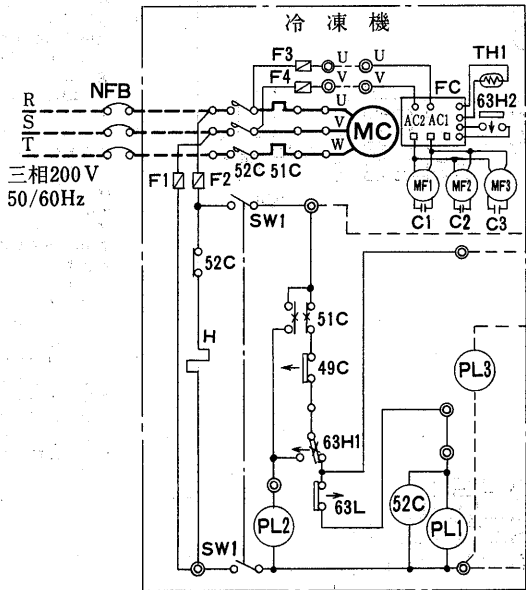 冷凍機
F3 U U
F4 V V
TH1
FC
63H2
NFB
R
S
T
U
V
W
MC
AC2 AC1
52C 51C
三相200V
50/60Hz
F1 F2
MF1 MF2 MF3
C1 C2 C3
SW1
52C
51C
H
49C
PL3
63H1
63L
52C
PL2
PL1
SW1